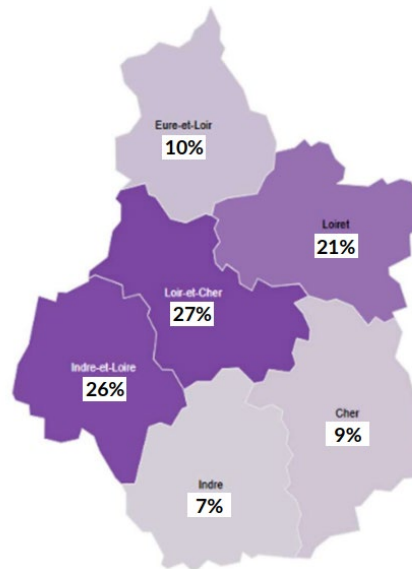 Eure-et-Loir
10%
Loiret
21%
Loir-et-Cher
27%
Indre-et-Loire
26%
Cher
9%
Indre
7%